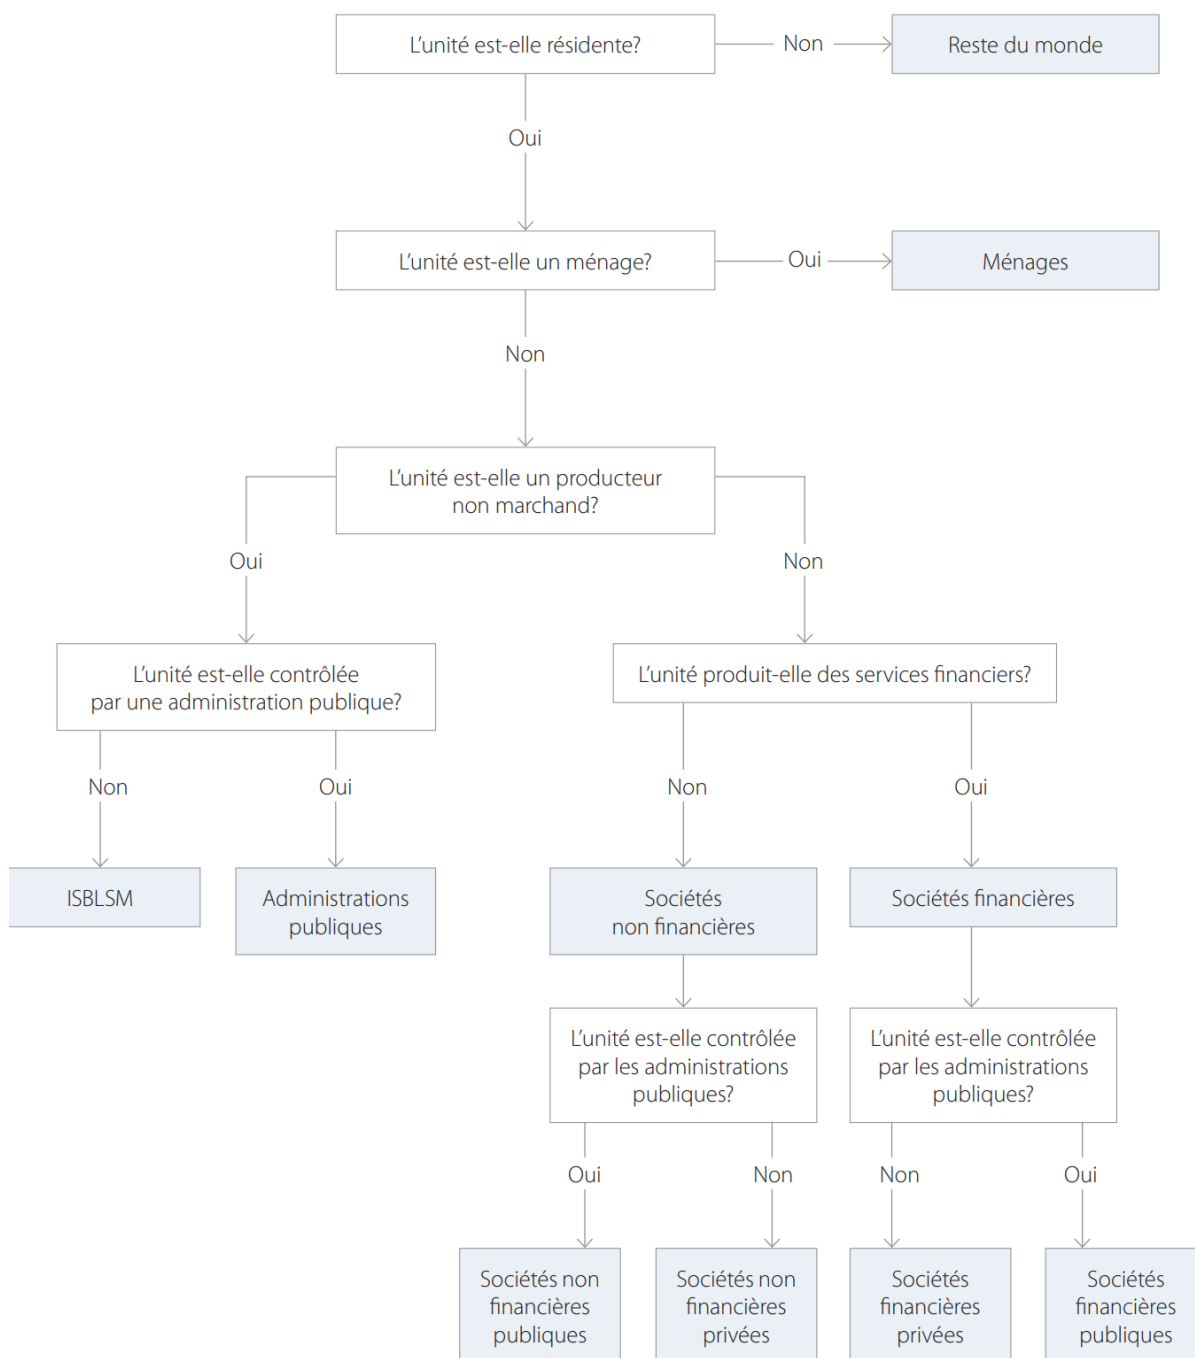 L'unité est-elle résidente?
Non
Reste du monde
Oui
L'unité est-elle un ménage?
Oui
Ménages
Non
L'unité est-elle un producteur
non marchand?
Oui
Non
L'unité est-elle contrôlée
par une administration publique?
L'unité produit-elle des services financiers?
Non
Oui
Non
Oui
ISBLSM
Administrations
publiques
Sociétés
non financières
Sociétés financières
L'unité est-elle contrôlée
par les administrations
publiques?
L'unité est-elle contrôlée
par les administrations
publiques?
Oui
Non
Non
Oui
Sociétés non
financières
publiques
Sociétés non
financières
privées
Sociétés
financières
privées
Sociétés
financières
publiques